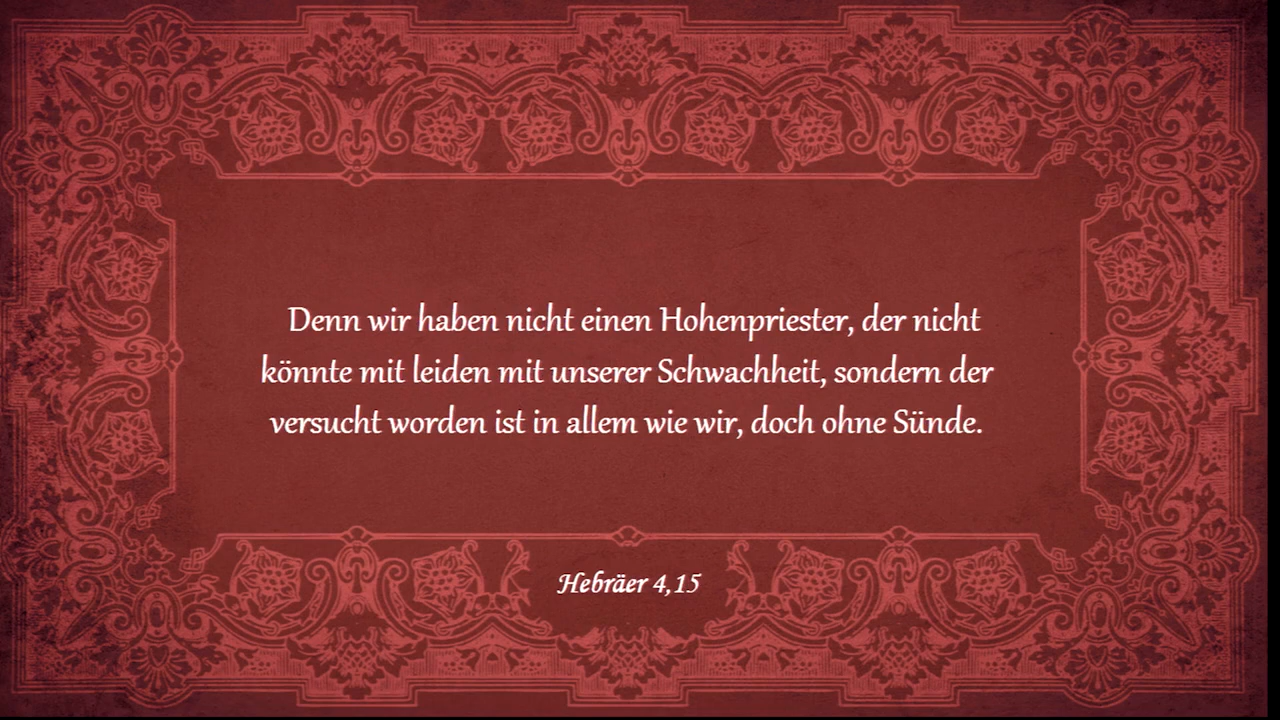 Denn wir haben nicht einen Hohenpriester, der nicht
könnte mit leiden mit unserer Schwachheit, sondern der
versucht worden ist in allem wie wir, doch ohne Sünde.
Hebräer 4,15